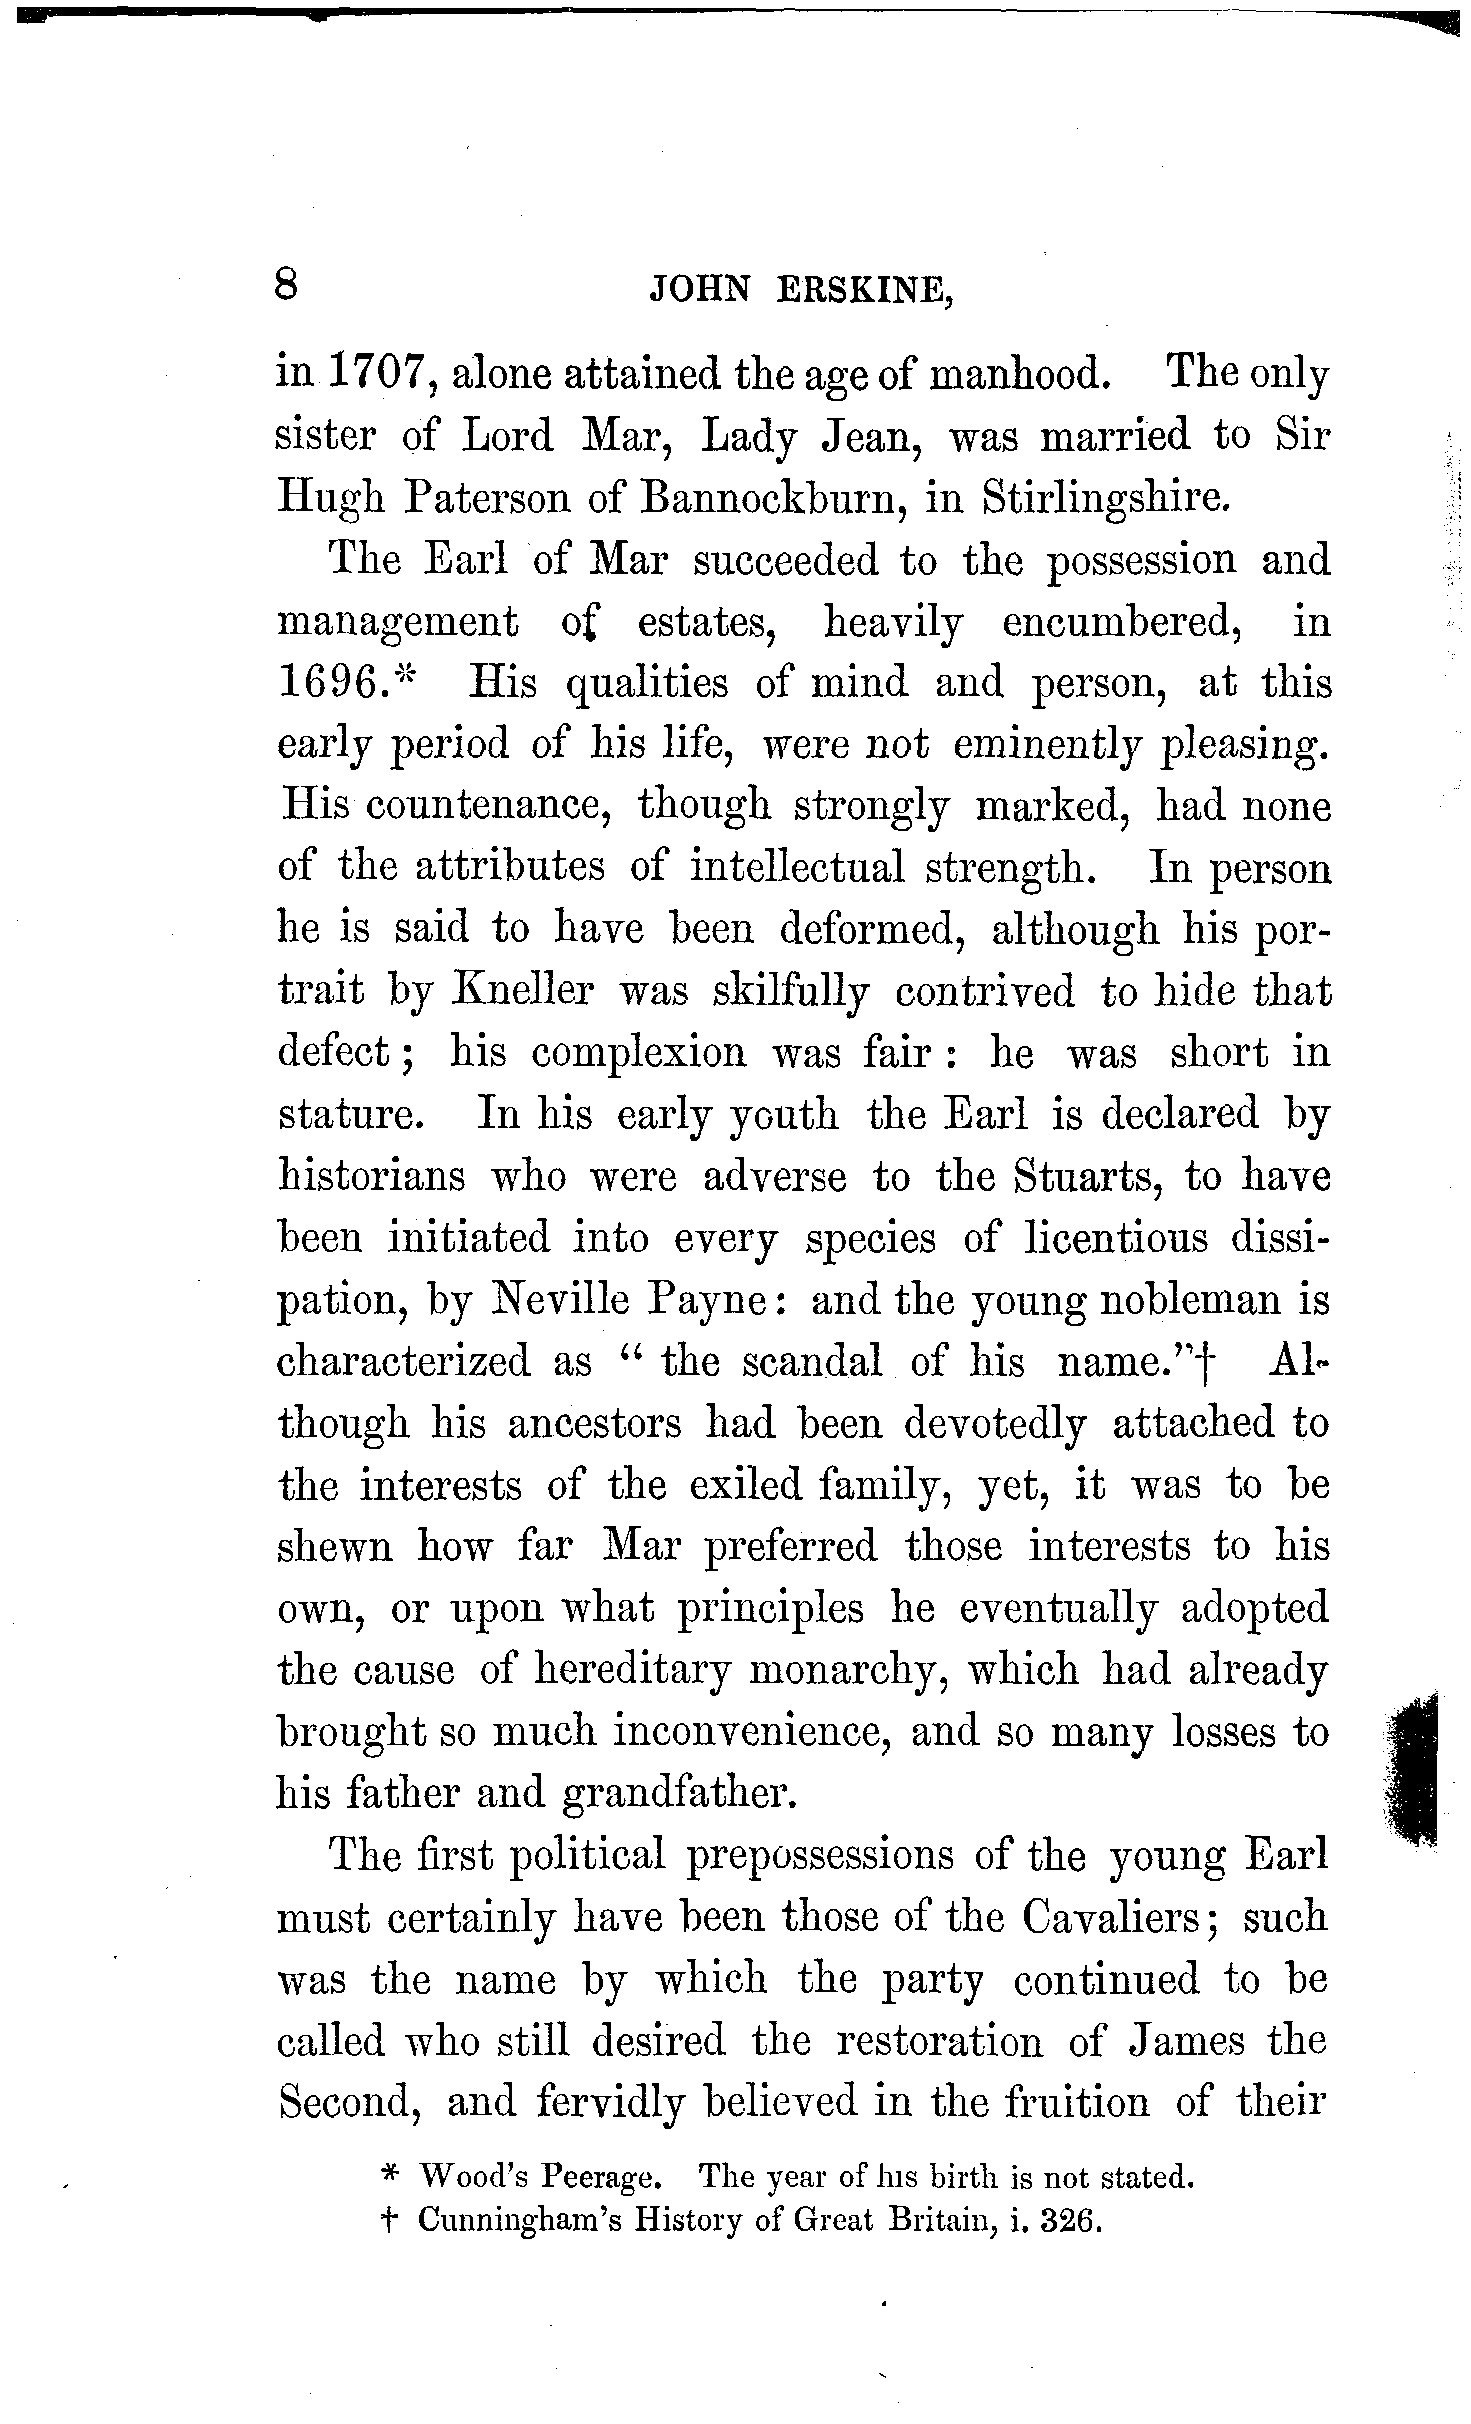 8 JOHN ERSKINE,
in 1707, alone attained the age of manhood. The only
sister of Lord Mar, Lady Jean, was married to Sir
Hugh Paterson of Bannockburn, in Stirlingshire.
The Earl of Mar succeeded to the possession and
management of estates, heavily encumbered, in
1696.* His qualities of mind and person, at this
early period of his life, were not eminently pleasing.
His countenance, though strongly marked, had none
of the attributes of intellectual strength. In person
he is said to have been deformed, although his por-
trait by Kneller was skilfully contrived to hide that
defect; his complexion was fair: he was short in
stature. In his early youth the Earl is declared by
historians who were adverse to the Stuarts, to have
been initiated into every species of licentious dissi-
pation, by Neville Payne: and the young nobleman is
characterized as " the scandal of his name."† Al-
though his ancestors had been devotedly attached to
the interests of the exiled family, yet, it was to be
shewn how far Mar preferred those interests to his
own, or upon what principles he eventually adopted
the cause of hereditary monarchy, which had already
brought so much inconvenience, and so many losses to
his father and grandfather.
The first political prepossessions of the young Earl
must certainly have been those of the Cavaliers; such
was the name by which the party continued to be
called who still desired the restoration of James the
Second, and fervidly believed in the fruition of their
* Wood's Peerage. The year of his birth is not stated.
† Cunningham's History of Great Britain, i. 326.